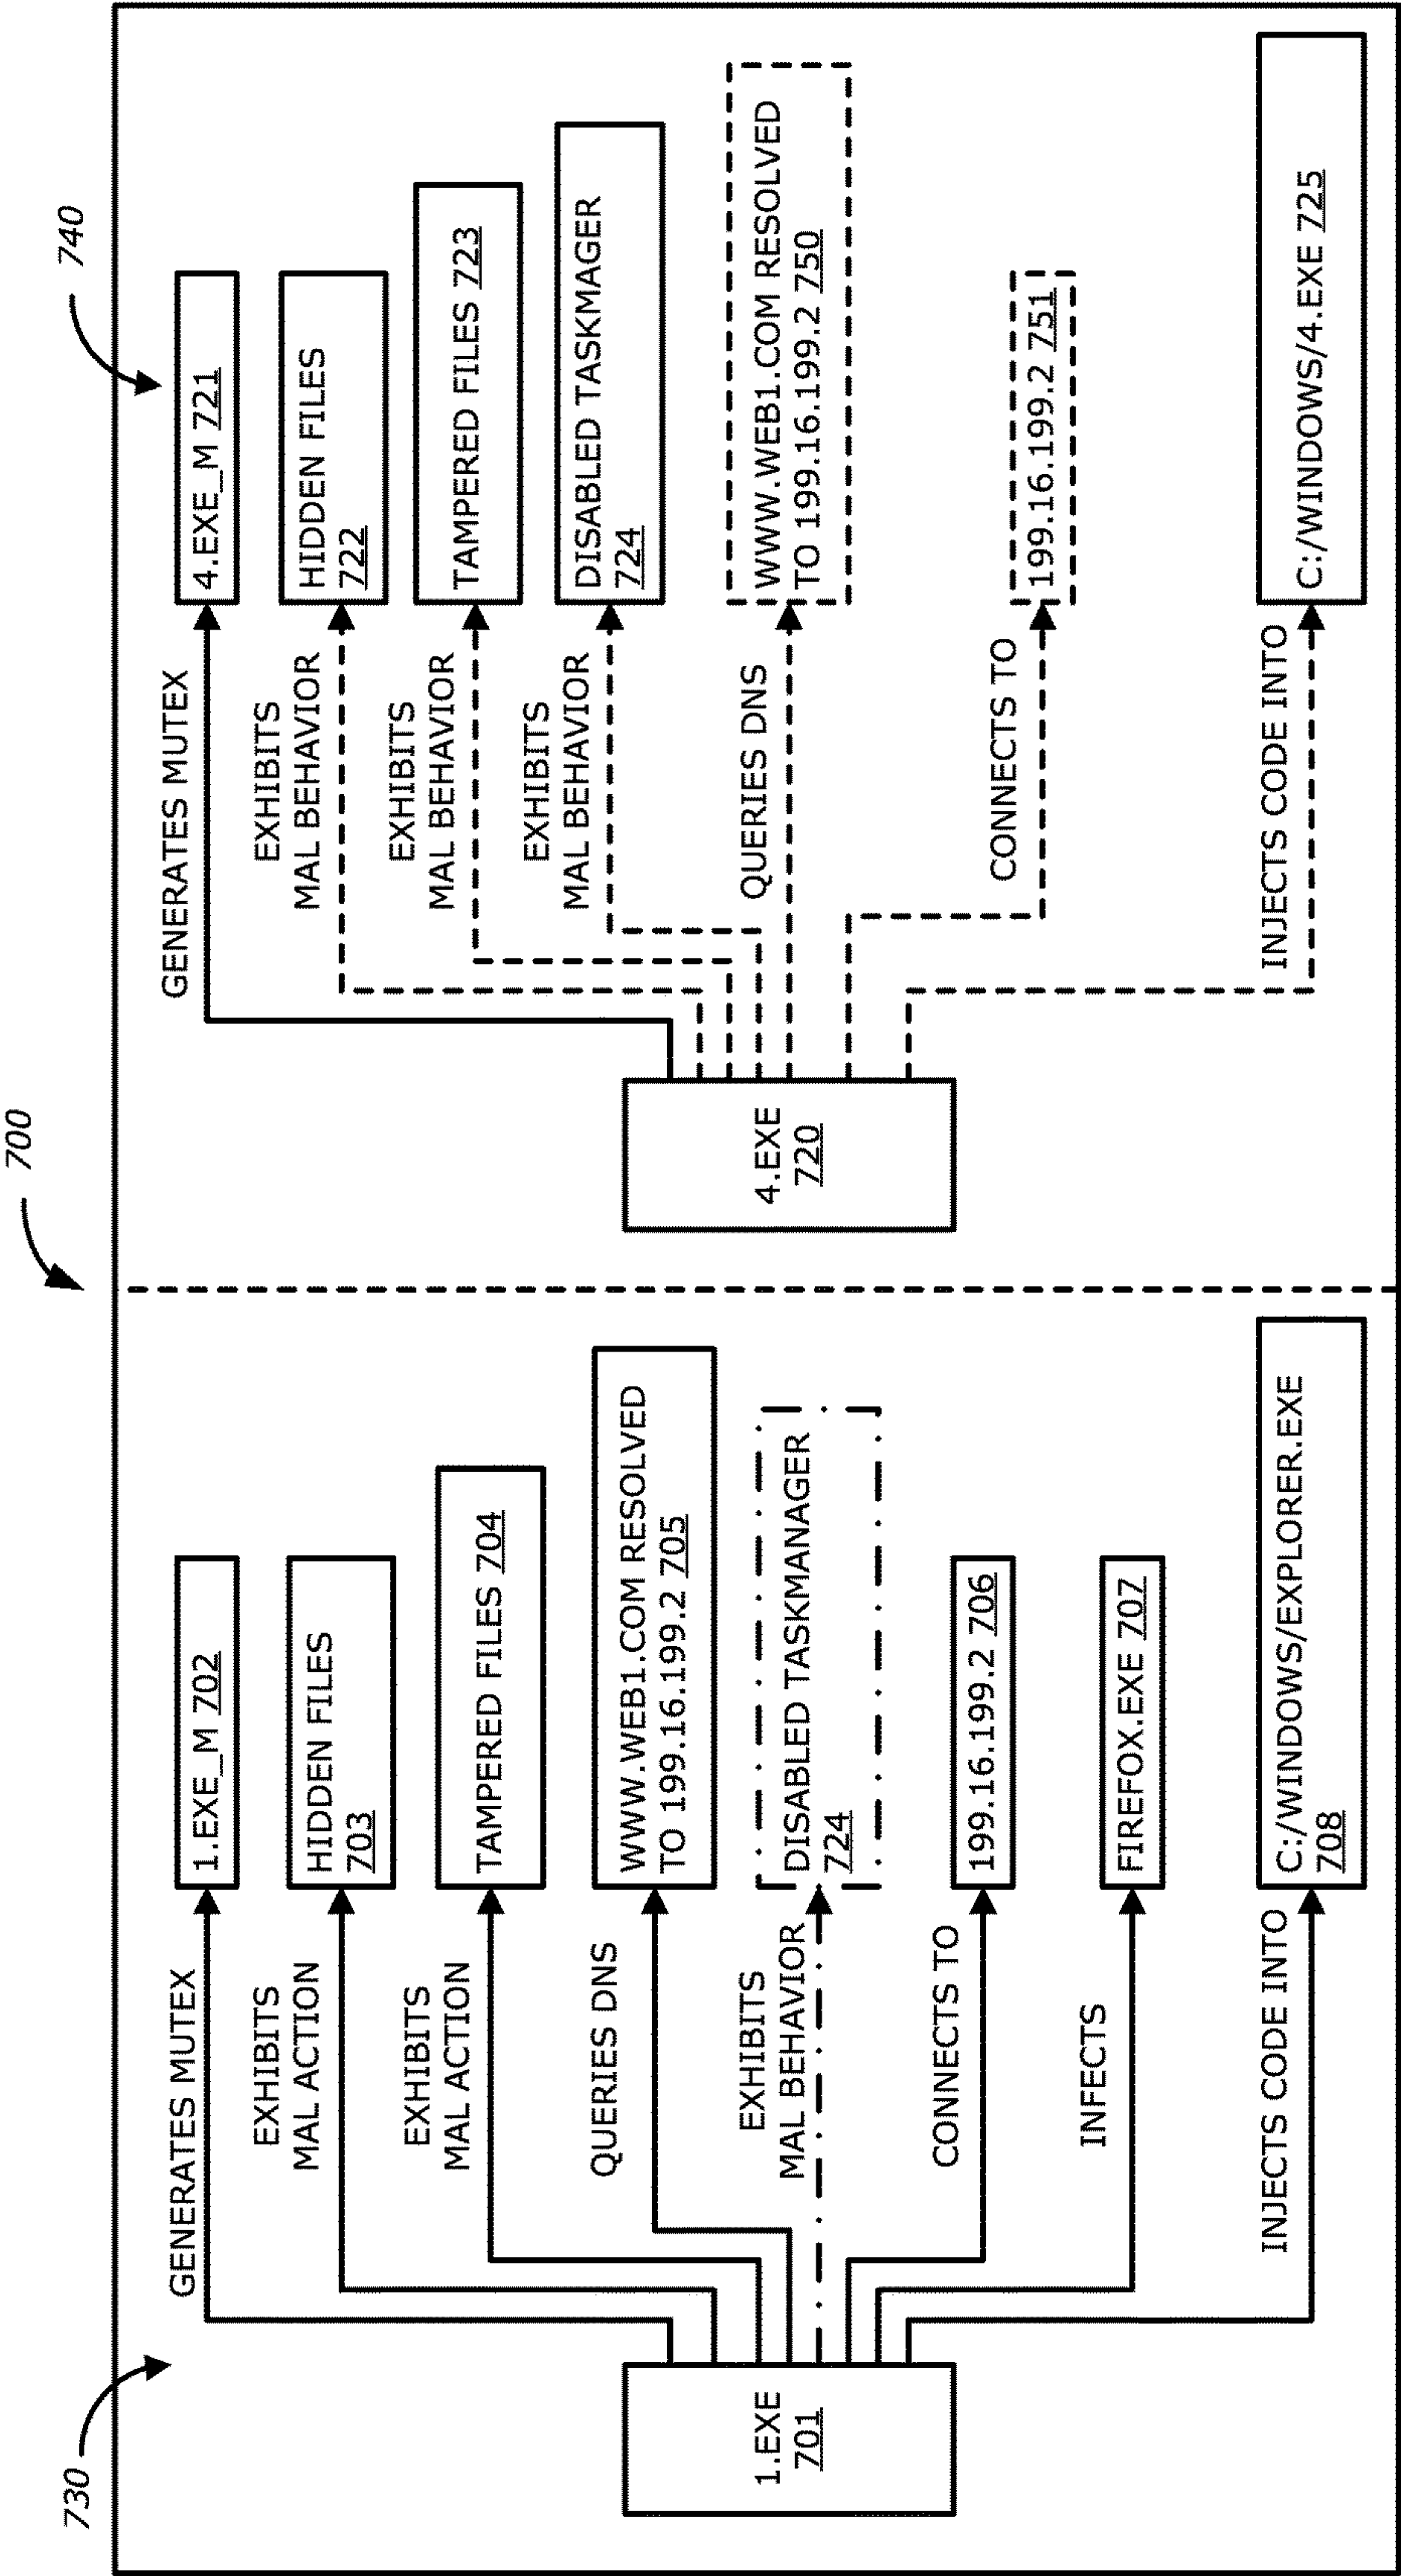 700
730
1.EXE
701
GENERATES MUTEX
1.EXE_M 702
EXHIBITS
MAL ACTION
HIDDEN FILES
703
EXHIBITS
MAL ACTION
TAMPERED FILES 704
QUERIES DNS
WWW.WEB1.COM RESOLVED
TO 199.16.199.2 705
EXHIBITS
MAL BEHAVIOR
DISABLED TASKMANAGER
724
CONNECTS TO
199.16.199.2 706
INFECTS
FIREFOX.EXE 707
INJECTS CODE INTO
C:/WINDOWS/EXPLORER.EXE
708
740
4.EXE
720
GENERATES MUTEX
4.EXE_M 721
EXHIBITS
MAL BEHAVIOR
HIDDEN FILES
722
EXHIBITS
MAL BEHAVIOR
TAMPERED FILES 723
EXHIBITS
MAL BEHAVIOR
DISABLED TASKMAGER
724
QUERIES DNS
WWW.WEB1.COM RESOLVED
TO 199.16.199.2 750
CONNECTS TO
199.16.199.2 751
INJECTS CODE INTO
C:/WINDOWS/4.EXE 725